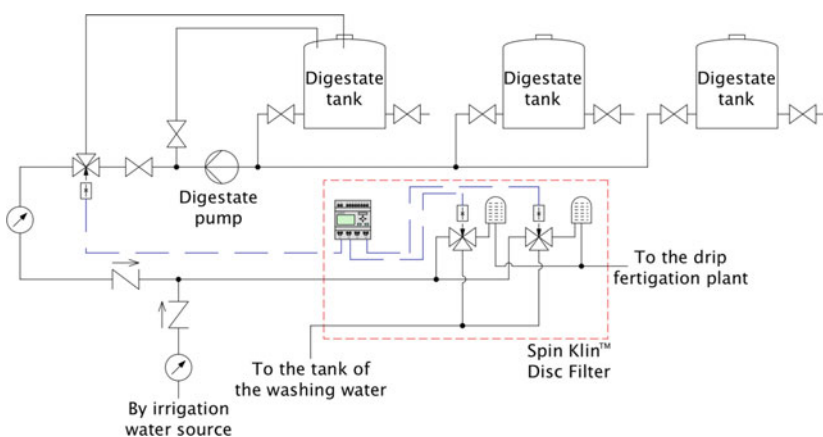 Digestate
tank
Digestate
tank
Digestate
tank
Digestate
pump
To the drip
fertigation plant
Spin Klin™
Disc Filter
To the tank of
the washing water
By irrigation
water source